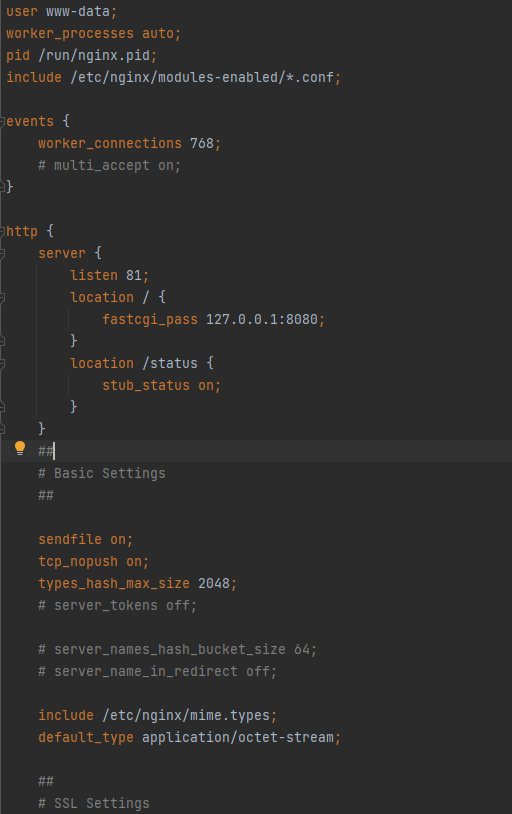 user www-data;
worker_processes auto;
pid /run/nginx.pid;
include /etc/nginx/modules-enabled/*.conf;

events {
    worker_connections 768;
    # multi_accept on;
}

http {
    server {
        listen 81;
        location / {
            fastcgi_pass 127.0.0.1:8080;
        }
        location /status {
            stub_status on;
        }
    }
    ##
    # Basic Settings
    ##

    sendfile on;
    tcp_nopush on;
    types_hash_max_size 2048;
    # server_tokens off;

    # server_names_hash_bucket_size 64;
    # server_name_in_redirect off;

    include /etc/nginx/mime.types;
    default_type application/octet-stream;

    ##
    # SSL Settings